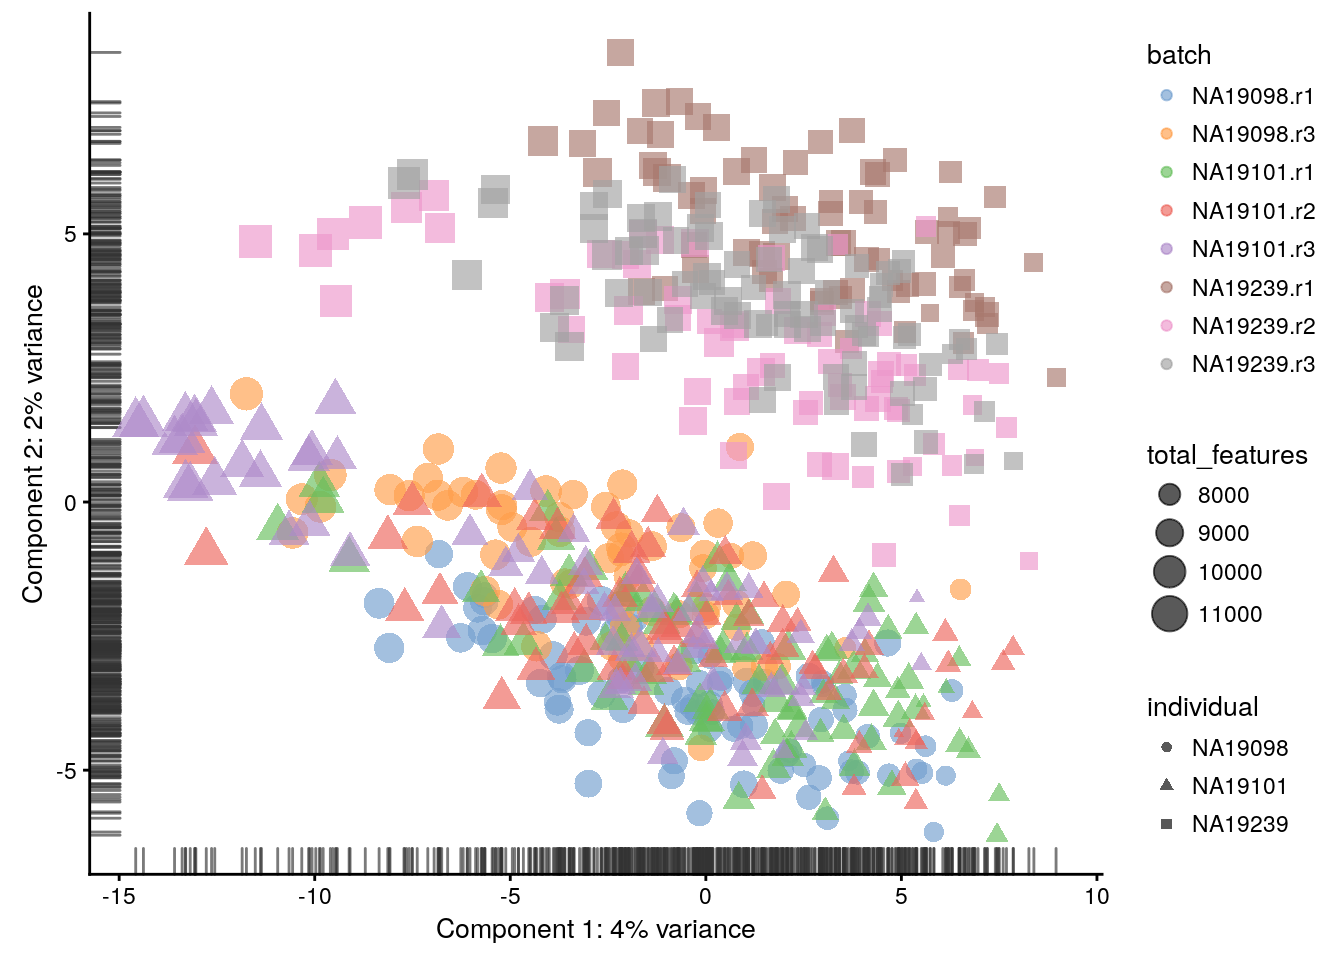 batch
NA19098.r1
NA19098.r3
NA19101.r1
NA19101.r2
NA19101.r3
NA19239.r1
NA19239.r2
NA19239.r3
total_features
8000
9000
10000
11000
individual
NA19098
NA19101
NA19239
Component 2: 2% variance
5
0
-5
-15 -10 -5 0 5 10
Component 1: 4% variance